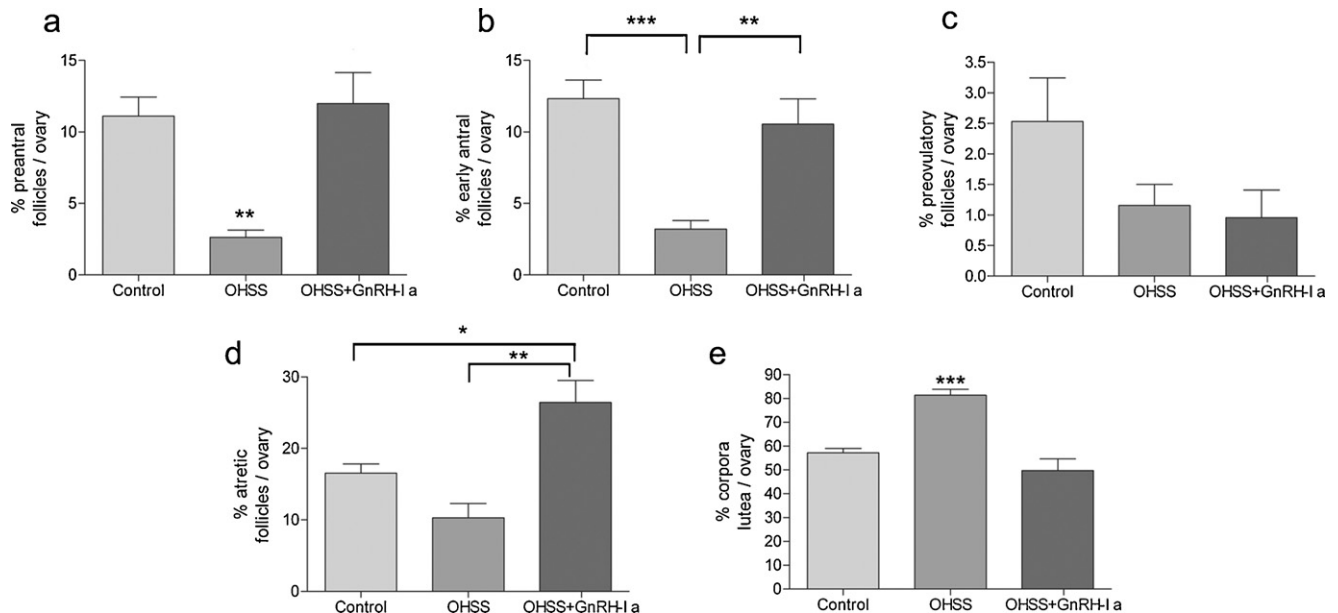 a
% preantral
follicles / ovary
15
10
5
0
**
Control
OHSS
OHSS+GnRH-I a
b
% early antral
follicles / ovary
15
10
5
0
***
**
Control
OHSS
OHSS+GnRH-I a
c
% preovulatory
follicles / ovary
3.5
3.0
2.5
2.0
1.5
1.0
0.5
0.0
Control
OHSS
OHSS+GnRH-I a
d
% atretic
follicles / ovary
30
20
10
0
*
**
Control
OHSS
OHSS+GnRH-I a
e
% corpora
lutea / ovary
90
80
70
60
50
40
30
20
10
0
***
Control
OHSS
OHSS+GnRH-I a